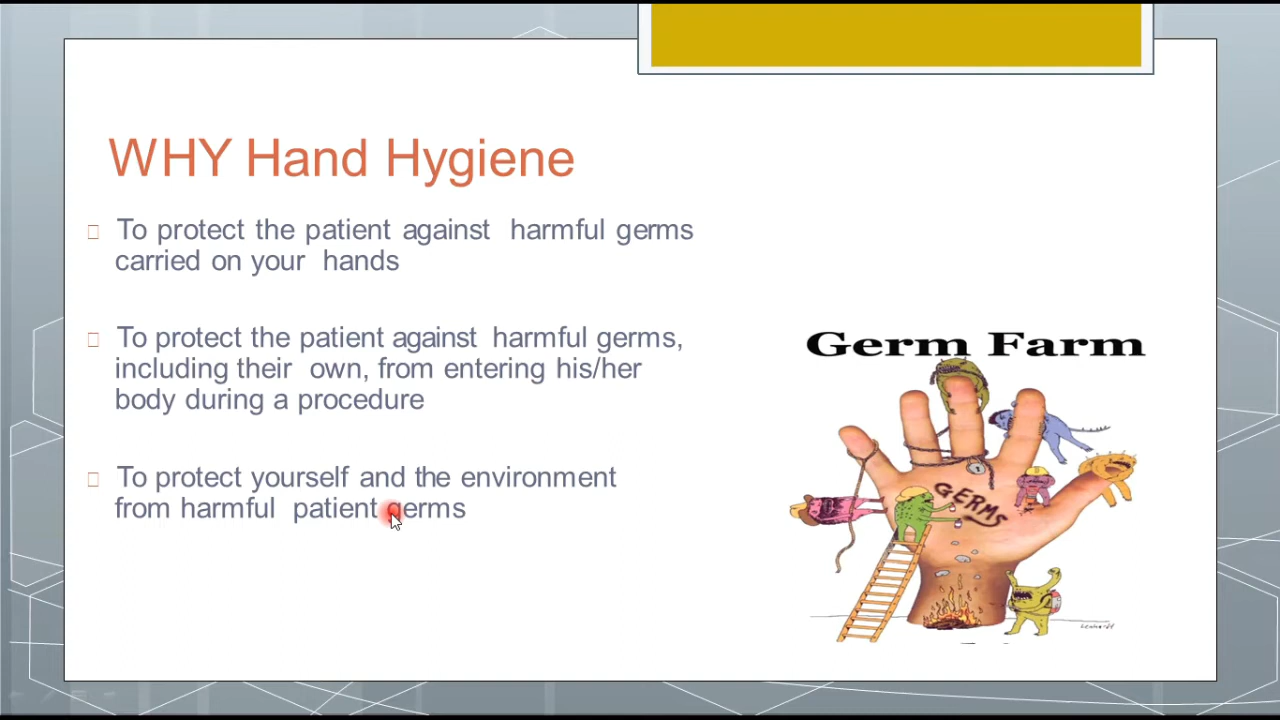 WHY Hand Hygiene
To protect the patient against harmful germs
carried on your hands
To protect the patient against harmful germs,
including their own, from entering his/her
body during a procedure
To protect yourself and the environment
from harmful patient germs
Germ Farm
GERMS